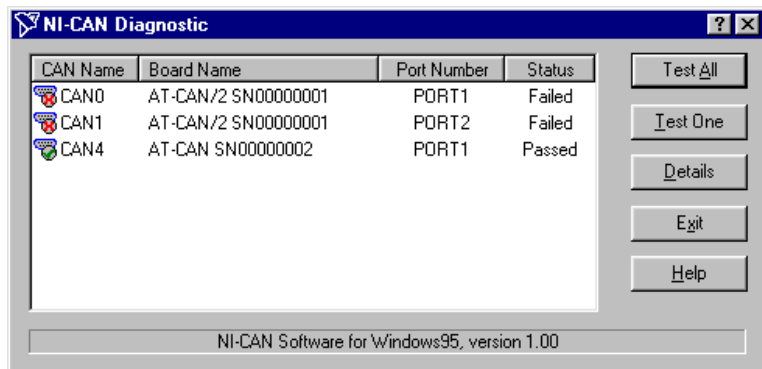 NI-CAN Diagnostic
CAN Name Board Name Port Number Status
CAN0 AT-CAN/2 SN00000001 PORT1 Failed
CAN1 AT-CAN/2 SN00000001 PORT2 Failed
CAN4 AT-CAN SN00000002 PORT1 Passed
Test All
Test One
Details
Exit
Help
NI-CAN Software for Windows95, version 1.00